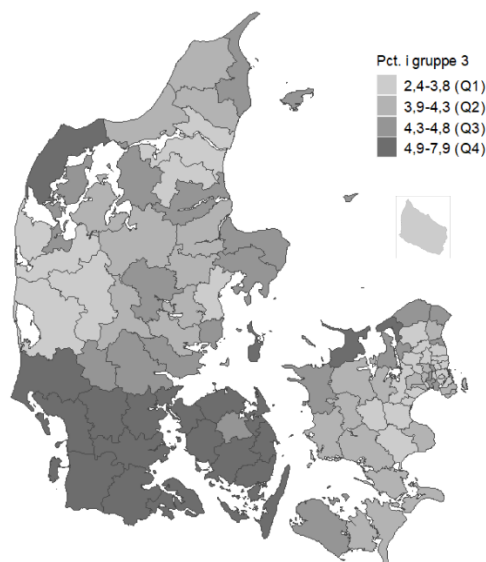 Pct. i gruppe 3
2,4-3,8 (Q1)
3,9-4,3 (Q2)
4,3-4,8 (Q3)
4,9-7,9 (Q4)